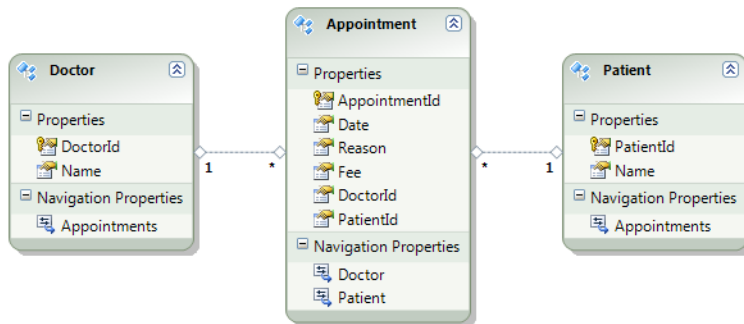 Doctor
Properties
DoctorId
Name
Navigation Properties
Appointments
1
*
Appointment
Properties
AppointmentId
Date
Reason
Fee
DoctorId
PatientId
Navigation Properties
Doctor
Patient
*
1
Patient
Properties
PatientId
Name
Navigation Properties
Appointments